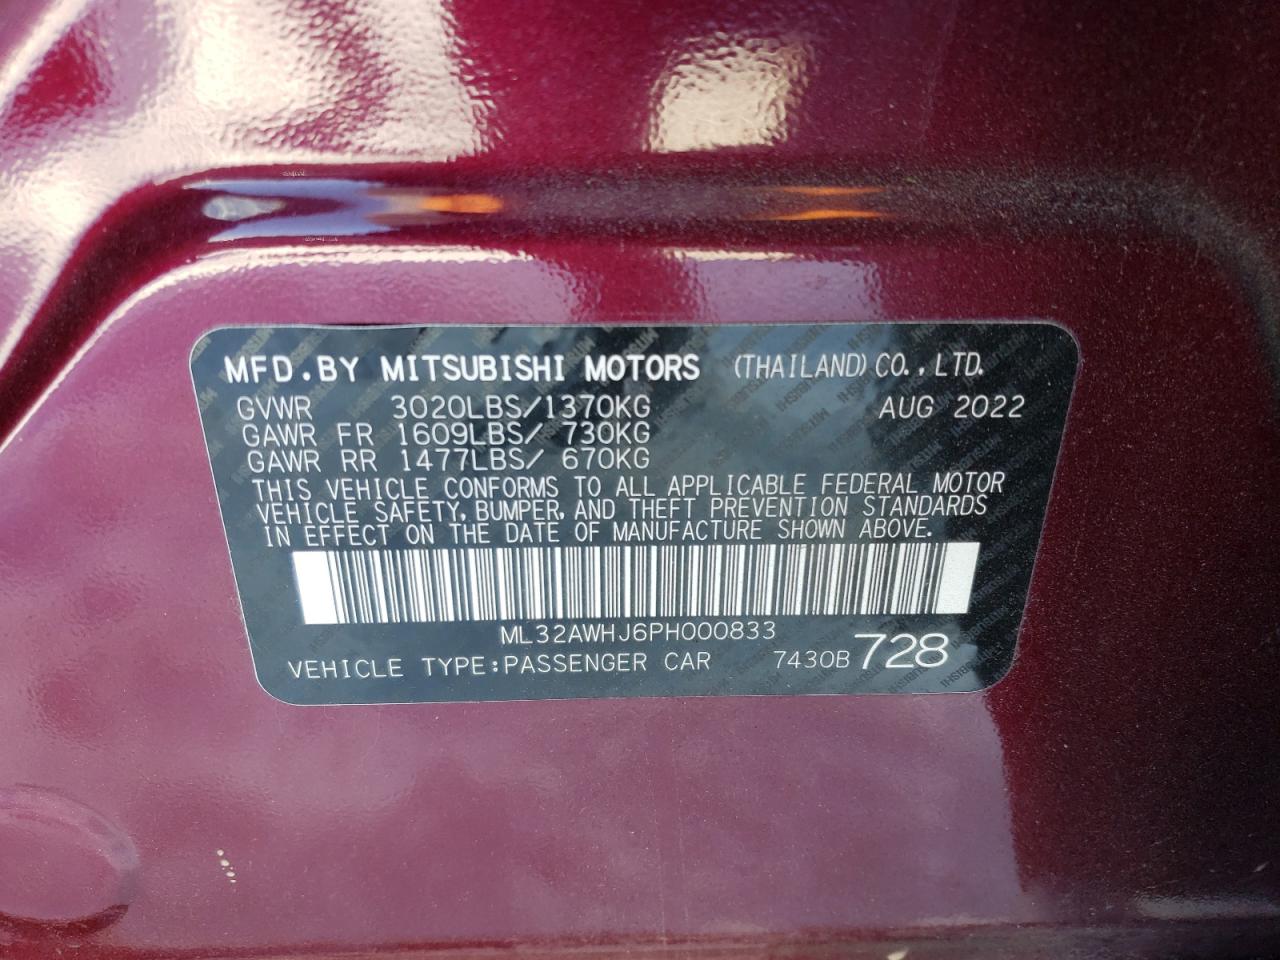 MFD.BY MITSUBISHI MOTORS (THAILAND) CO., LTD.
GVWR 3020LBS/1370KG AUG 2022
GAWR FR 1609LBS/ 730KG
GAWR RR 1477LBS/ 670KG
THIS VEHICLE CONFORMS TO ALL APPLICABLE FEDERAL MOTOR
VEHICLE SAFETY, BUMPER, AND THEFT PREVENTION STANDARDS
IN EFFECT ON THE DATE OF MANUFACTURE SHOWN ABOVE.
ML32AWHJ6PH000833
VEHICLE TYPE:PASSENGER CAR 7430B 728